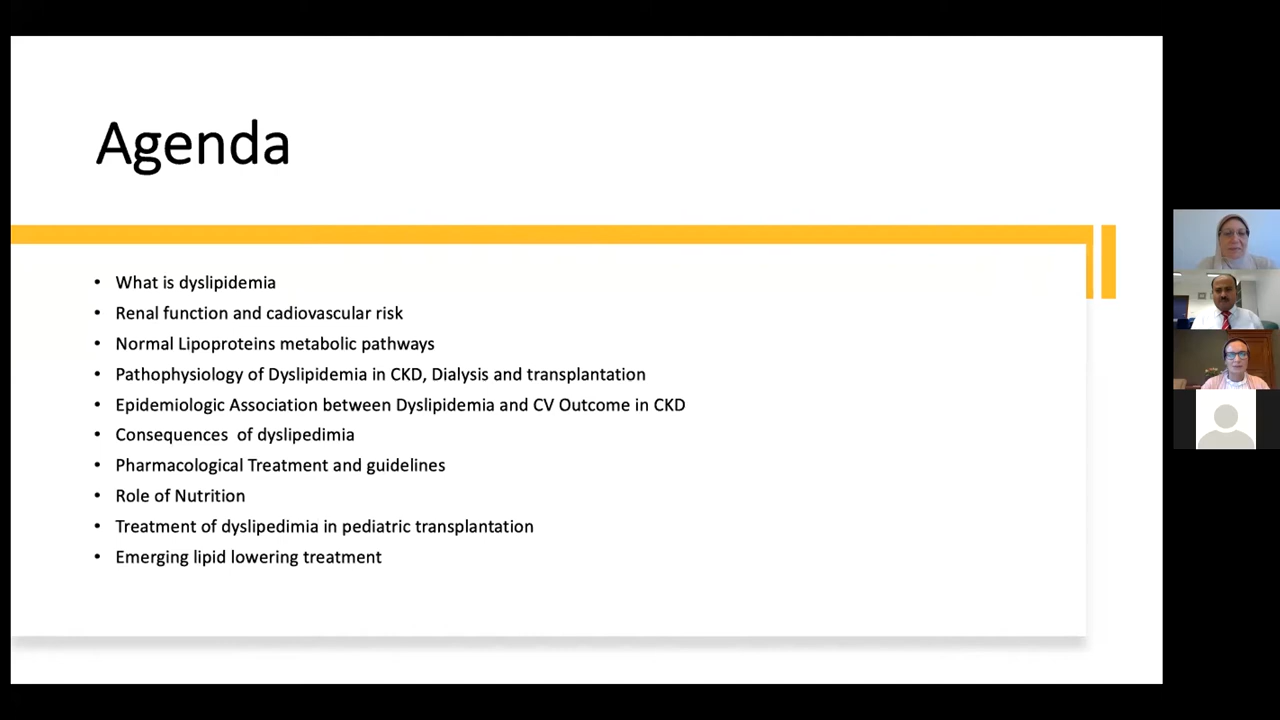 Agenda
• What is dyslipidemia
• Renal function and cadiovascular risk
• Normal Lipoproteins metabolic pathways
• Pathophysiology of Dyslipidemia in CKD, Dialysis and transplantation
• Epidemiologic Association between Dyslipidemia and CV Outcome in CKD
• Consequences of dyslipedimia
• Pharmacological Treatment and guidelines
• Role of Nutrition
• Treatment of dyslipedimia in pediatric transplantation
• Emerging lipid lowering treatment